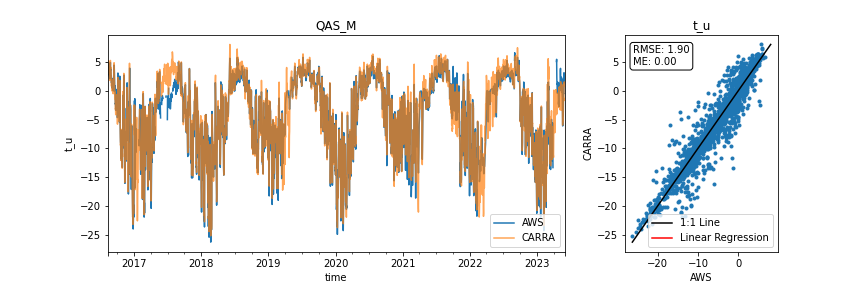 QAS_M
t_u
5
0
−5
−10
−15
−20
−25
t_u
2017
2018
2019
2020
2021
2022
2023
time
AWS
CARRA
t_u
RMSE: 1.90
ME: 0.00
5
0
−5
−10
−15
−20
−25
CARRA
1:1 Line
Linear Regression
−20
−10
0
AWS